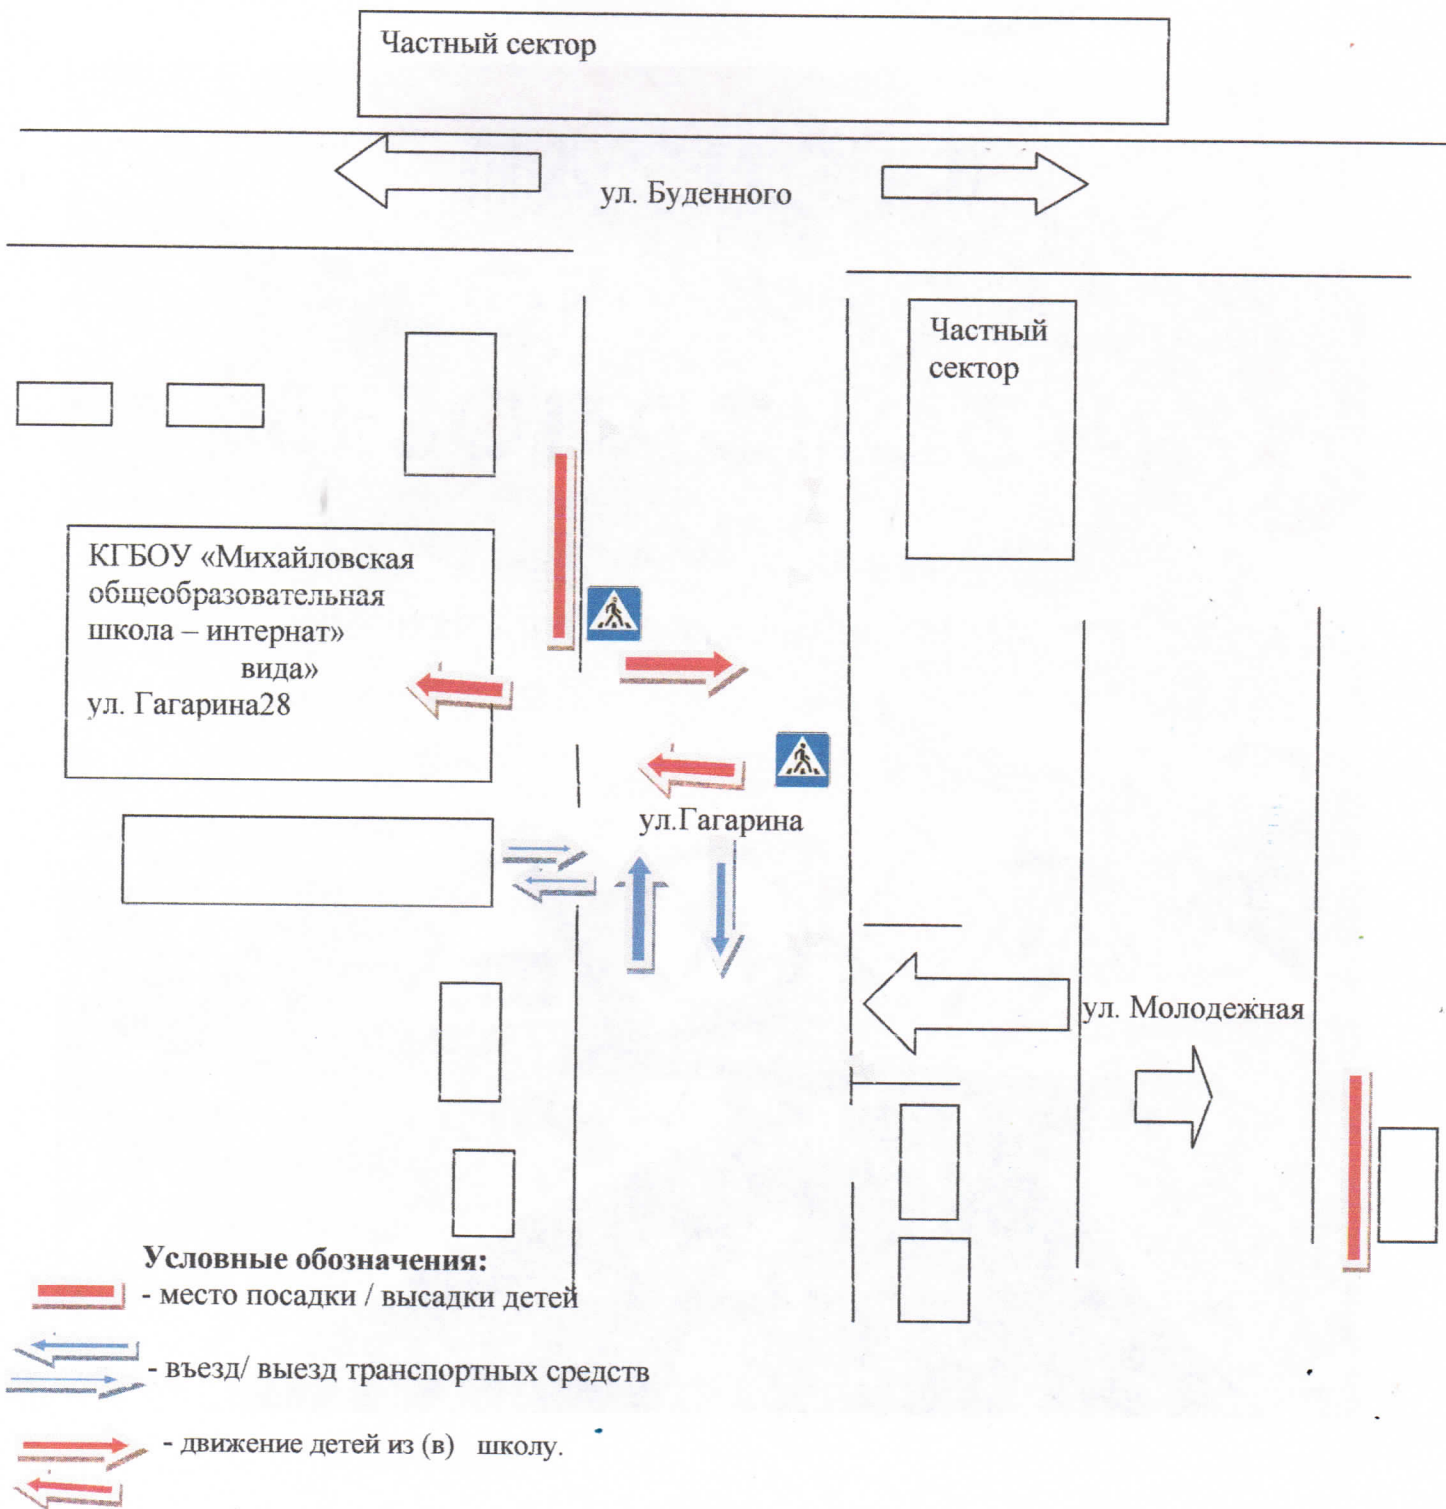 Частный сектор
ул. Буденного
Частный
сектор
КГБОУ «Михайловская
общеобразовательная
школа – интернат»
вида»
ул. Гагарина28
ул.Гагарина
ул. Молодежная
Условные обозначения:
- место посадки / высадки детей
- въезд/ выезд транспортных средств
- движение детей из (в) школу.